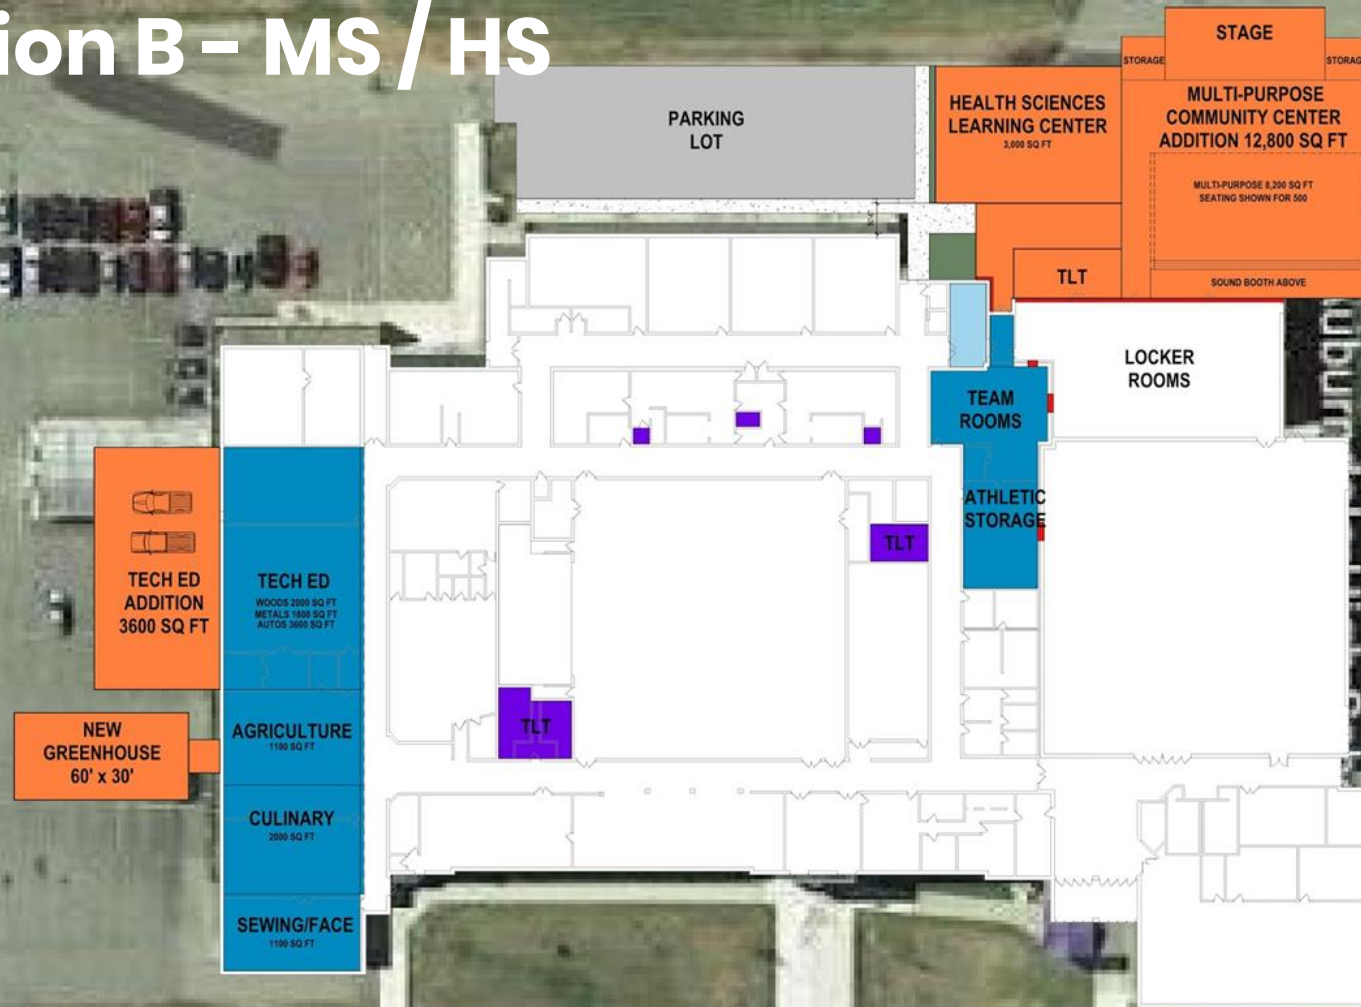 ion B - MS / HS
STAGE
STORAGE
STORAG
PARKING
LOT
HEALTH SCIENCES
LEARNING CENTER
3,000 SQ FT
MULTI-PURPOSE
COMMUNITY CENTER
ADDITION 12,800 SQ FT
MULTI-PURPOSE 8,200 SQ FT
SEATING SHOWN FOR 500
TLT
SOUND BOOTH ABOVE
LOCKER
ROOMS
TEAM
ROOMS
ATHLETIC
STORAGE
TLT
TECH ED
ADDITION
3600 SQ FT
TECH ED
WOODS 2000 SQ FT
METALS 1800 SQ FT
AUTOS 3600 SQ FT
TLT
NEW
GREENHOUSE
60' x 30'
AGRICULTURE
1100 SQ FT
CULINARY
2000 SQ FT
SEWING/FACE
1100 SQ FT